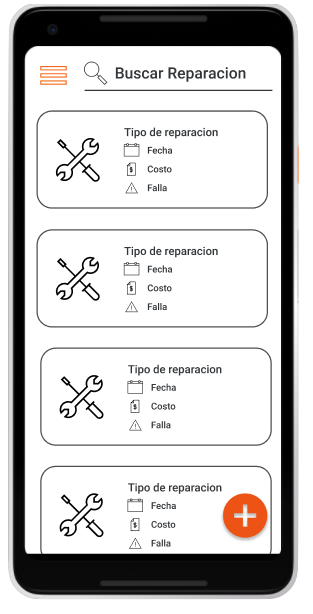 Buscar Reparacion
Tipo de reparacion
Fecha
$ Costo
Falla
Tipo de reparacion
Fecha
$ Costo
Falla
Tipo de reparacion
Fecha
$ Costo
Falla
Tipo de reparacion
Fecha
$ Costo
Falla